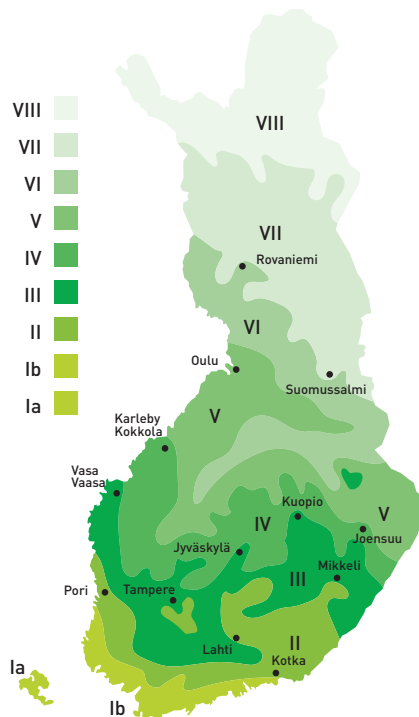 VIII
VII
VI
V
IV
III
II
Ib
Ia
VIII
VII
Rovaniemi
VI
Oulu
Suomussalmi
V
Karleby
Kokkola
Vasa
Vaasa
Kuopio
IV
V
Joensuu
Jyväskylä
Mikkeli
III
Pori
Tampere
Lahti
II
Kotka
Ia
Ib